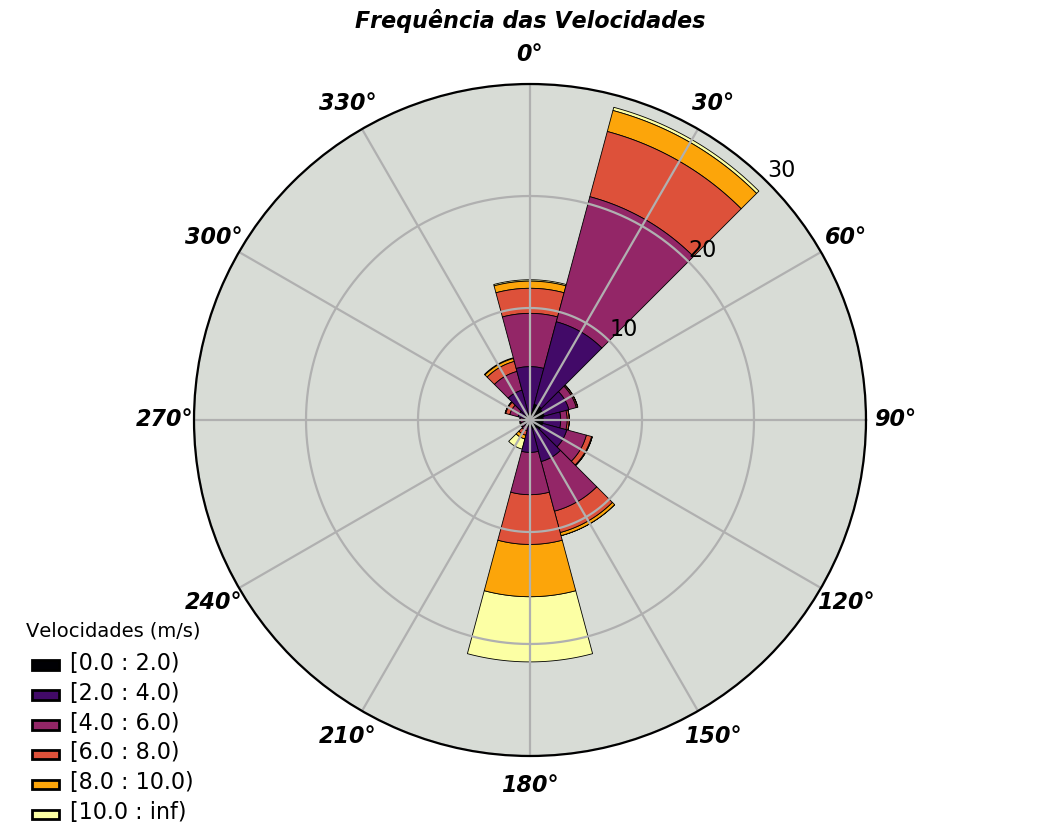 Frequência das Velocidades
0°
330°
30°
30
300°
60°
20
10
270°
90°
240°
120°
210°
150°
180°
Velocidades (m/s)
[0.0 : 2.0)
[2.0 : 4.0)
[4.0 : 6.0)
[6.0 : 8.0)
[8.0 : 10.0)
[10.0 : inf)